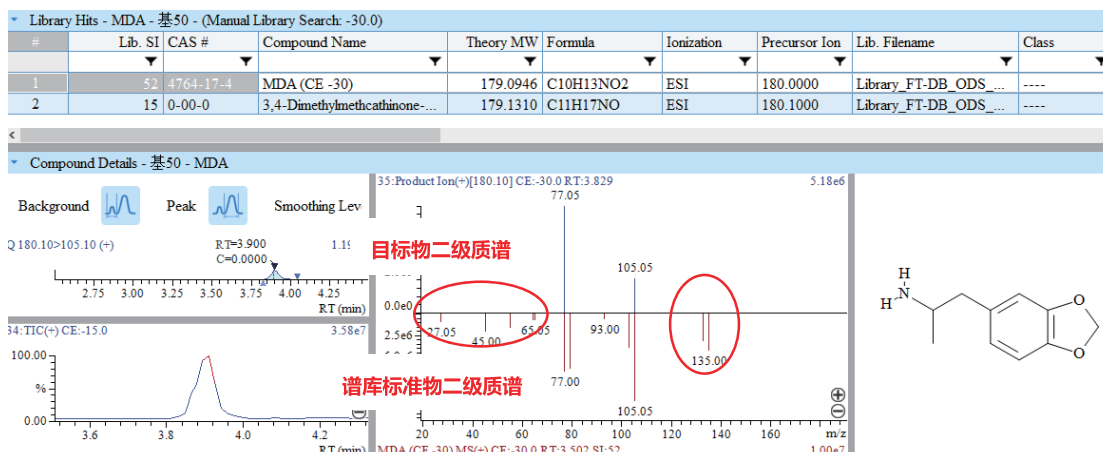 Library Hits - MDA - 基50 - (Manual Library Search: -30.0)
# Lib. SI CAS # Compound Name Theory MW Formula Ionization Precursor Ion Lib. Filename Class
1 52 4764-17-4 MDA (CE -30) 179.0946 C10H13NO2 ESI 180.0000 Library_FT-DB_ODS_... ----
2 15 0-00-0 3,4-Dimethylmethcathinone-... 179.1310 C11H17NO ESI 180.1000 Library_FT-DB_ODS_... ----
Compound Details - 基50 - MDA
Background Peak Smoothing Lev
Q 180.10>105.10 (+) 1.19
RT=3.900
C=0.0000
2.75 3.00 3.25 3.50 3.75 4.00 4.25
RT (min)
34:TIC(+) CE:-15.0 3.58e7
100.00
%
0.00
3.6 3.8 4.0 4.2
RT (min)
35:Product Ion(+)[180.10] CE:-30.0 RT:3.829 5.18e6
77.05
目标物二级质谱
105.05
0.0e0
2.5e6
27.05 45.00 65.05 93.00 135.00
谱库标准物二级质谱
77.00
105.05
20 40 60 80 100 120 140 160 m/z
MDA (CE -30) MS(+) CE:-30.0 RT:3.502 SI:52 1.00e7
H
H N
O
O